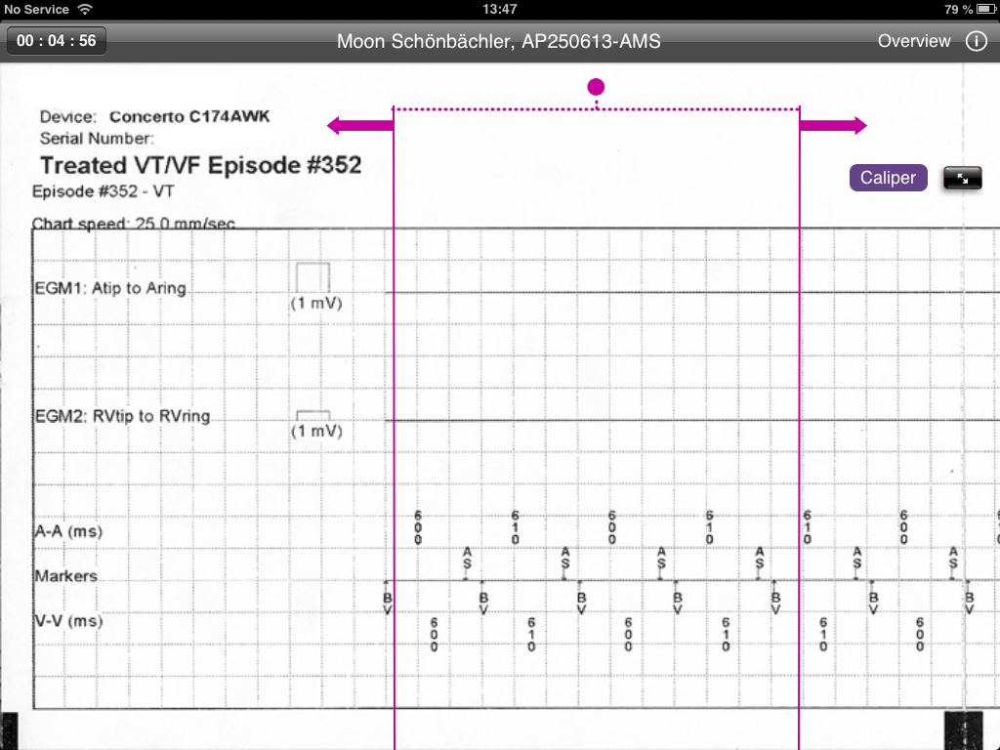 No Service 13:47 79 %
00 : 04 : 56 Moon Schönbächler, AP250613-AMS Overview i
Device: Concerto C174AWK
Serial Number:
Treated VT/VF Episode #352
Caliper
Episode #352 - VT
Chart speed: 25.0 mm/sec
EGM1: Atip to Aring
(1 mV)
EGM2: RVtip to RVring
(1 mV)
A-A (ms) 600 610 600 610 610 600
AS AS AS AS AS AS
Markers
BV BV BV BV BV BV BV
V-V (ms) 600 610 600 610 610 600